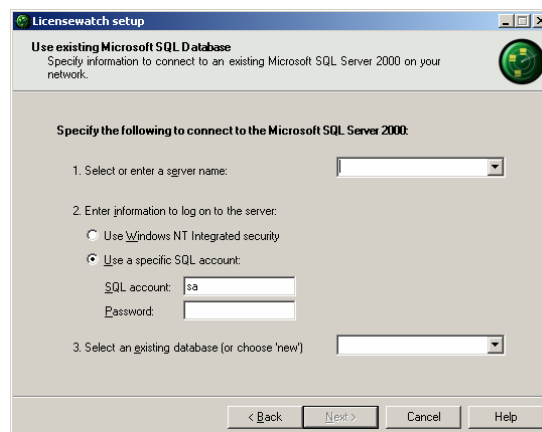 Licensewatch setup
Use existing Microsoft SQL Database
Specify information to connect to an existing Microsoft SQL Server 2000 on your
network.
Specify the following to connect to the Microsoft SQL Server 2000:
1. Select or enter a server name:
2. Enter information to log on to the server:
Use Windows NT Integrated security
Use a specific SQL account:
SQL account: sa
Password:
3. Select an existing database (or choose 'new')
< Back Next > Cancel Help